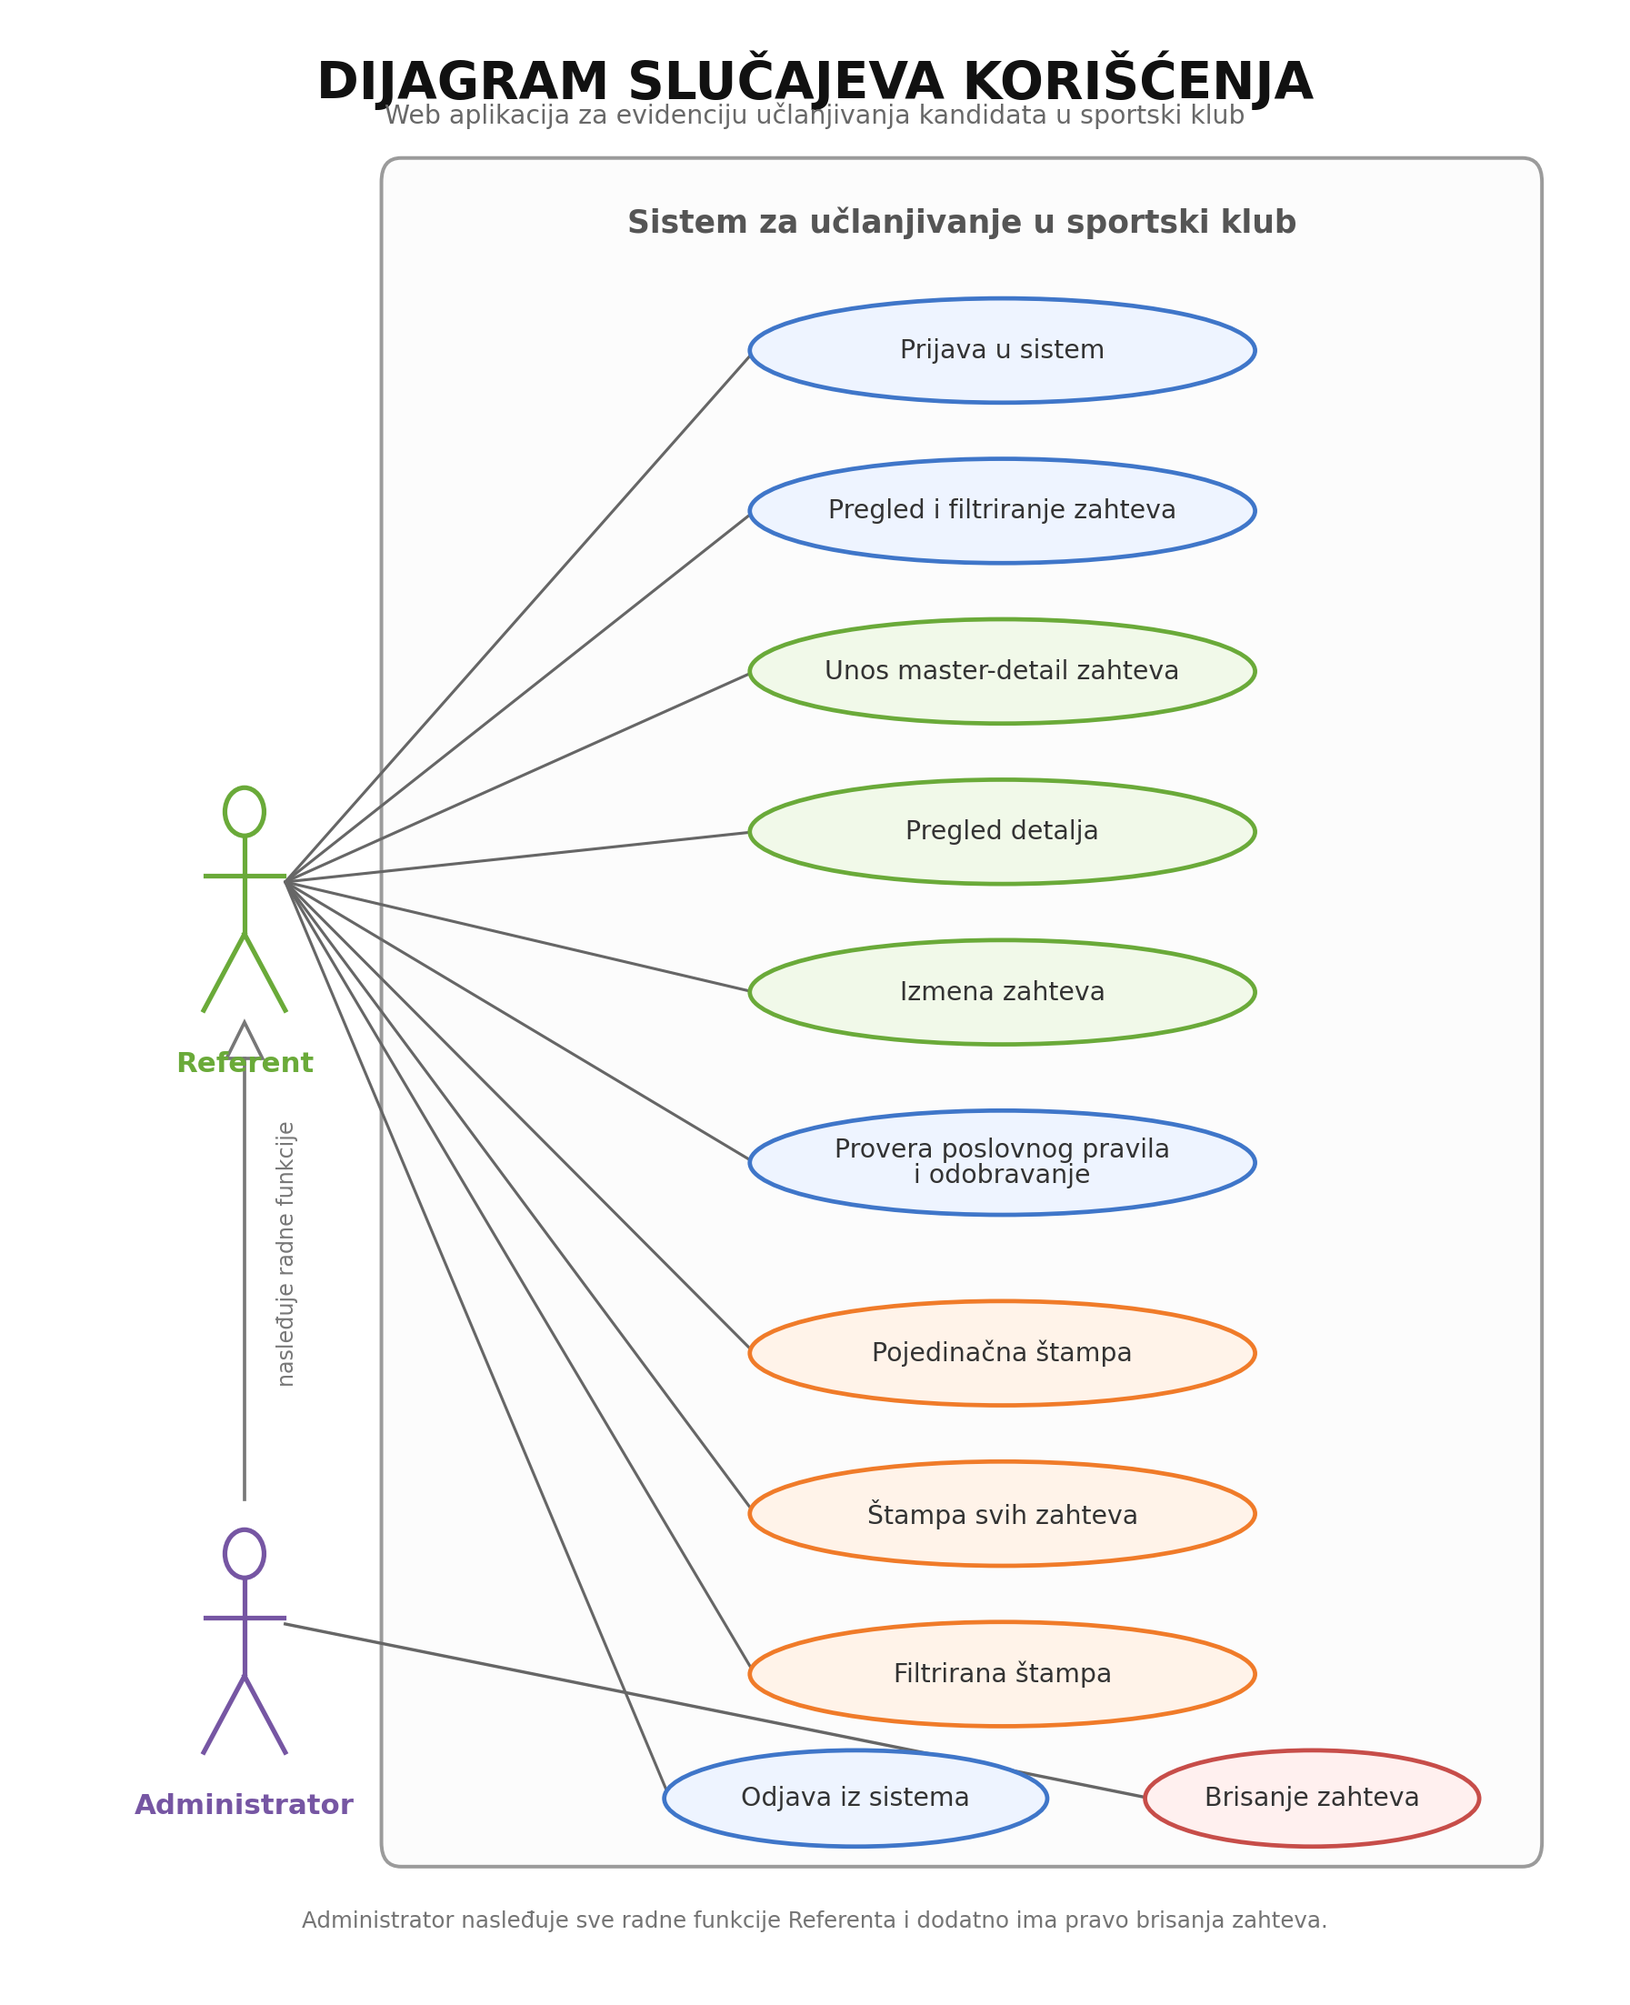 DIJAGRAM SLUČAJEVA KORIŠĆENJA
Web aplikacija za evidenciju učlanjivanja kandidata u sportski klub
Sistem za učlanjivanje u sportski klub
Prijava u sistem
Pregled i filtriranje zahteva
Unos master-detail zahteva
Pregled detalja
Izmena zahteva
Referent
nasleđuje radne funkcije
Provera poslovnog pravila
i odobravanje
Pojedinačna štampa
Štampa svih zahteva
Filtrirana štampa
Odjava iz sistema
Brisanje zahteva
Administrator
Administrator nasleđuje sve radne funkcije Referenta i dodatno ima pravo brisanja zahteva.